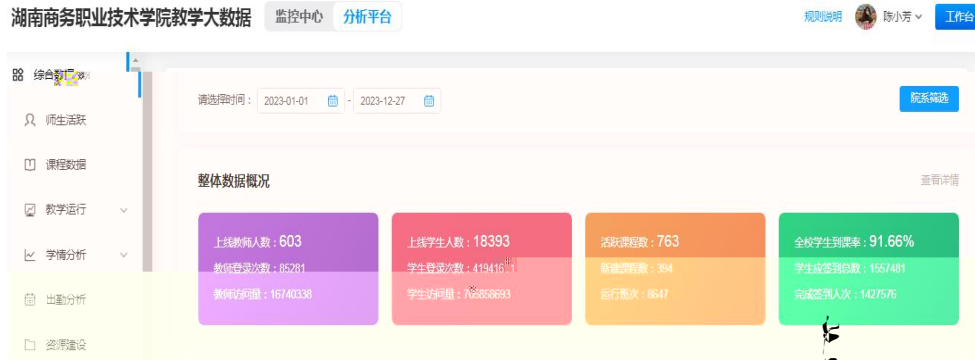 湖南商务职业技术学院教学大数据 监控中心 分析平台 规则说明 陈小芳 工作台
综合数据
请选择时间： 2023-01-01 - 2023-12-27 院系筛选
师生活跃
课程数据
整体数据概况 查看详情
教学运行
上线教师人数：603 上线学生人数：18393 活跃课程数：763 全校学生到课率：91.66%
学情分析
教师登录次数：85281 学生登录次数： 新建课程数：394 学生应签到总数：1557481
教师访问量：16740338 学生访问量： 运行班次：8647 完成签到人次：1427576
出勤分析
资源建设